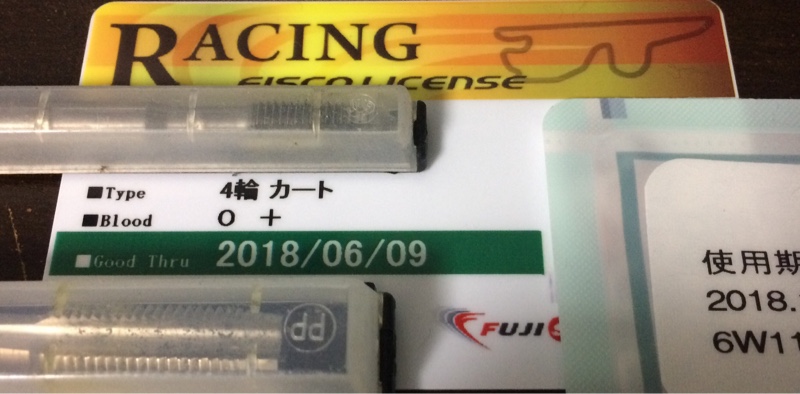 RACING
FISCO LICENSE
■Type 4輪 カート
■Blood O +
■Good Thru 2018/06/09
FUJI
PP
使用期
2018.
6W11